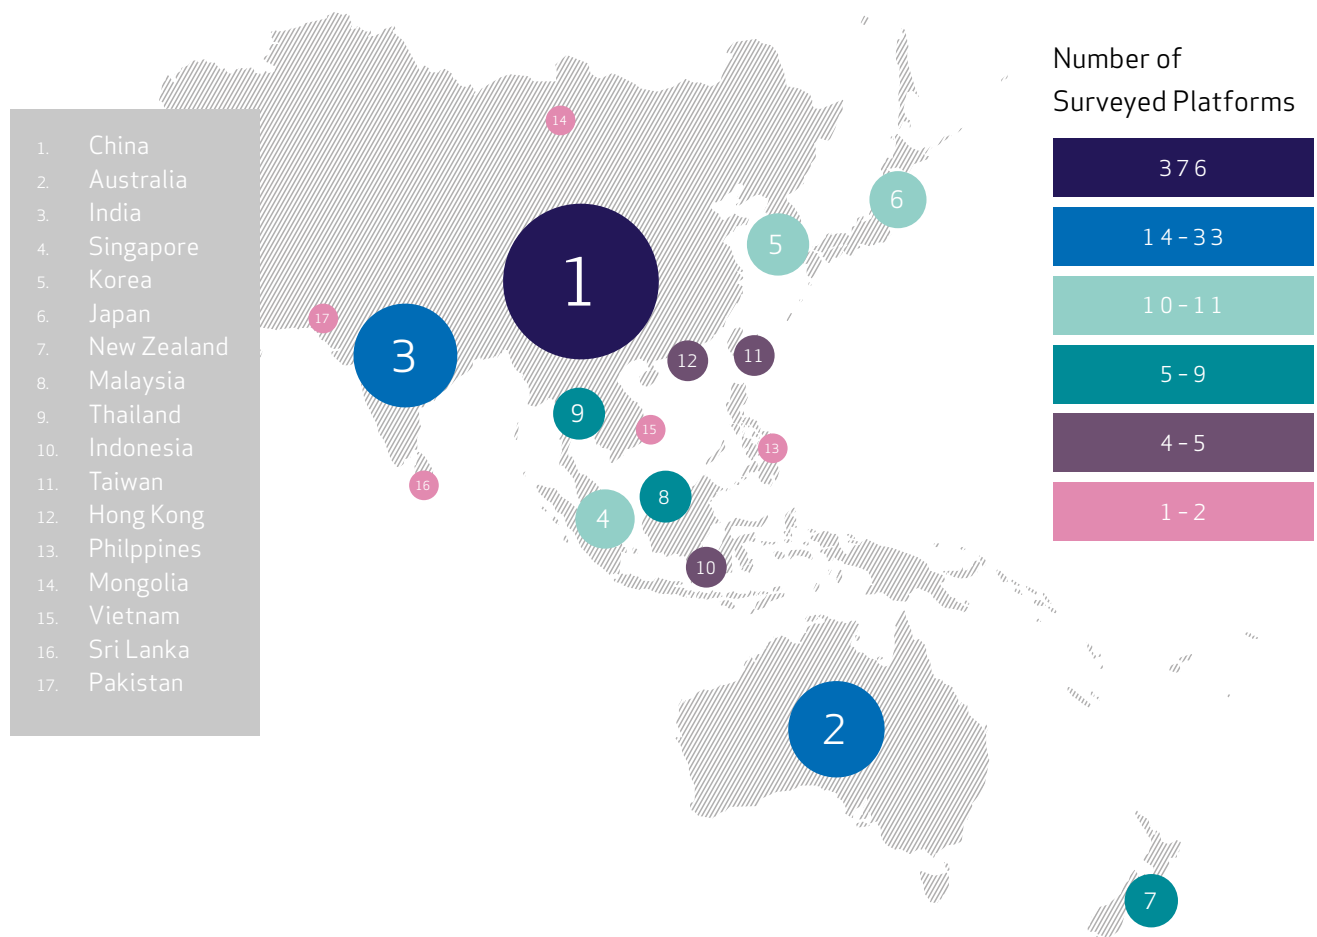 Number of
Surveyed Platforms
376
14-33
10-11
5-9
4-5
1-2
1. China
2. Australia
3. India
4. Singapore
5. Korea
6. Japan
7. New Zealand
8. Malaysia
9. Thailand
10. Indonesia
11. Taiwan
12. Hong Kong
13. Philppines
14. Mongolia
15. Vietnam
16. Sri Lanka
17. Pakistan
14
6
5
1
17
3
12
11
9
15
13
16
8
4
10
2
7